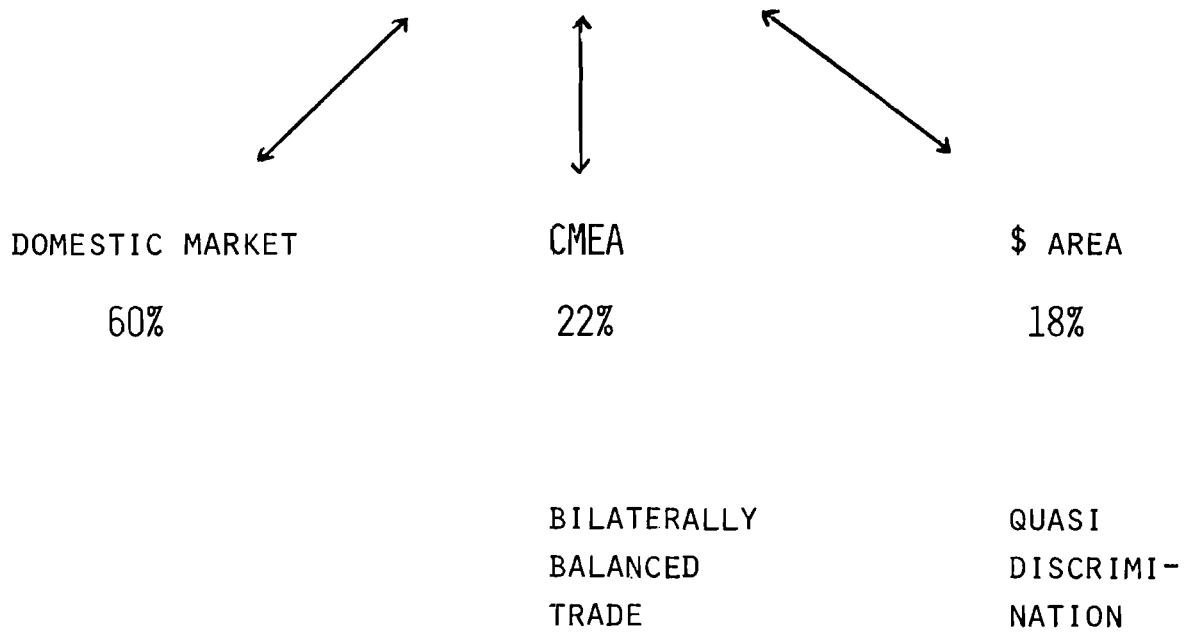 DOMESTIC MARKET CMEA $ AREA
60% 22% 18%
BILATERALLY QUASI
BALANCED DISCRIMI-
TRADE NATION